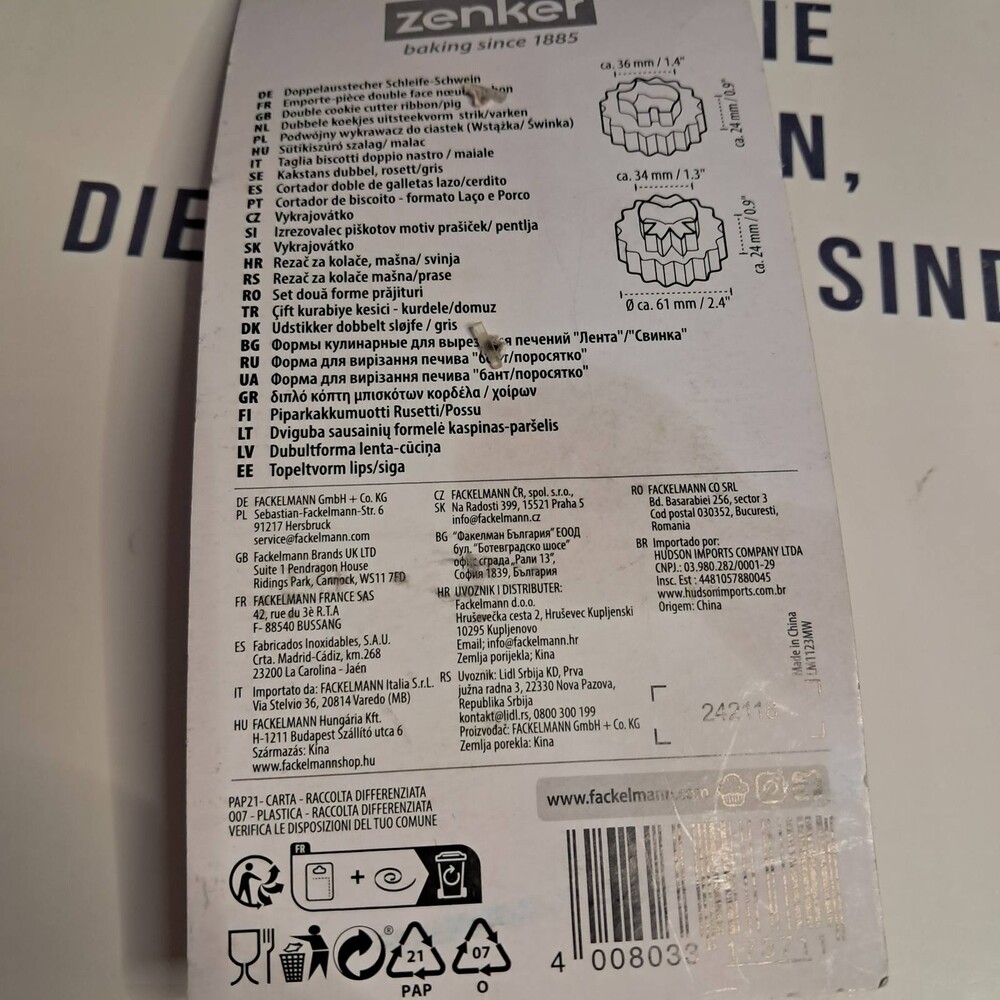 zenker
baking since 1885
DE Doppelausstecher Schleife-Schwein
FR Emporte-pièce double face
GB Double cookie cutter ribbon/pig
NL Dubbele koekjes uitsteekvorm strik/varken
PL Podwójny wykrawacz do ciastek (Wstążka/ Świnka)
HU Sütikiszúró szalag/ malac
IT Taglia biscotti doppio nastro / maiale
SE Kakstans dubbel, rosett/gris
ES Cortador doble de galletas lazo/cerdito
PT Cortador de biscoito - formato Laço e Porco
CZ Vykrajovátko
SI Izrezovalec piškotov motiv prašiček/ pentlja
SK Vykrajovátko
HR Rezač za kolače, mašna/ svinja
RS Rezač za kolače mašna/prase
RO Set două forme prăjituri
TR Çift kurabiye kesici - kurdele/domuz
DK Udstikker dobbelt sløjfe / gris
BG Формы кулинарные для печений "Лента"/"Свинка"
RU Форма для вирізання печива
UA Форма для вирізання печива "бант/поросятко"
GR διπλό κόπτη μπισκότων κορδέλα / χοίρων
FI Piparkakkumuotti Rusetti/Possu
LT Dviguba sausainių formelė kaspinas-paršelis
LV Dubultforma lenta-cūciņa
EE Topeltvorm lips/siga
ca. 36 mm / 1.4"
ca. 24 mm / 0.9"
ca. 34 mm / 1.3"
ca. 24 mm / 0.9"
Ø ca. 61 mm / 2.4"
DE FACKELMANN GmbH + Co. KG
PL Sebastian-Fackelmann-Str. 6
91217 Hersbruck
service@fackelmann.com
GB Fackelmann Brands UK LTD
Suite 1 Pendragon House
Ridings Park, Cannock, WS11 7FD
FR FACKELMANN FRANCE SAS
42, rue du 3è R.T.A
F- 88540 BUSSANG
ES Fabricados Inoxidables, S.A.U.
Crta. Madrid-Cádiz, km.268
23200 La Carolina - Jaén
IT Importato da: FACKELMANN Italia S.r.L.
Via Stelvio 36, 20814 Varedo (MB)
HU FACKELMANN Hungária Kft.
H-1211 Budapest Szállító utca 6
Származás: Kína
www.fackelmannshop.hu
CZ FACKELMANN ČR, spol. s.r.o.,
SK Na Radosti 399, 15521 Praha 5
info@fackelmann.cz
BG "Факелман България" ЕООД
бул. "Ботевградско шосе"
сграда „Рали 13",
София 1839, България
HR UVOZNIK I DISTRIBUTER:
Fackelmann d.o.o.
Hruševečka cesta 2, Hruševec Kupljenski
10295 Kupljenovo
Email; info@fackelmann.hr
Zemlja porijekla; Kina
RS Uvoznik: Lidl Srbija KD, Prva
južna radna 3, 22330 Nova Pazova,
Republika Srbija
kontakt@lidl.rs, 0800 300 199
Proizvođač: FACKELMANN GmbH + Co. KG
Zemlja porekla: Kina
RO FACKELMANN CO SRL
Bd. Basarabiei 256, sector 3
Cod postal 030352, Bucuresti,
Romania
BR Importado por:
HUDSON IMPORTS COMPANY LTDA
CNPJ.: 03.980.282/0001-29
Insc. Est : 4481057880045
www.hudsonimports.com.br
Origem: China
Made in China
PAP21- CARTA - RACCOLTA DIFFERENZIATA
007 - PLASTICA - RACCOLTA DIFFERENZIATA
VERIFICA LE DISPOSIZIONI DEL TUO COMUNE
FR
+
®
21
PAP
07
O
4 008033
IE
N,
DIE
SIND